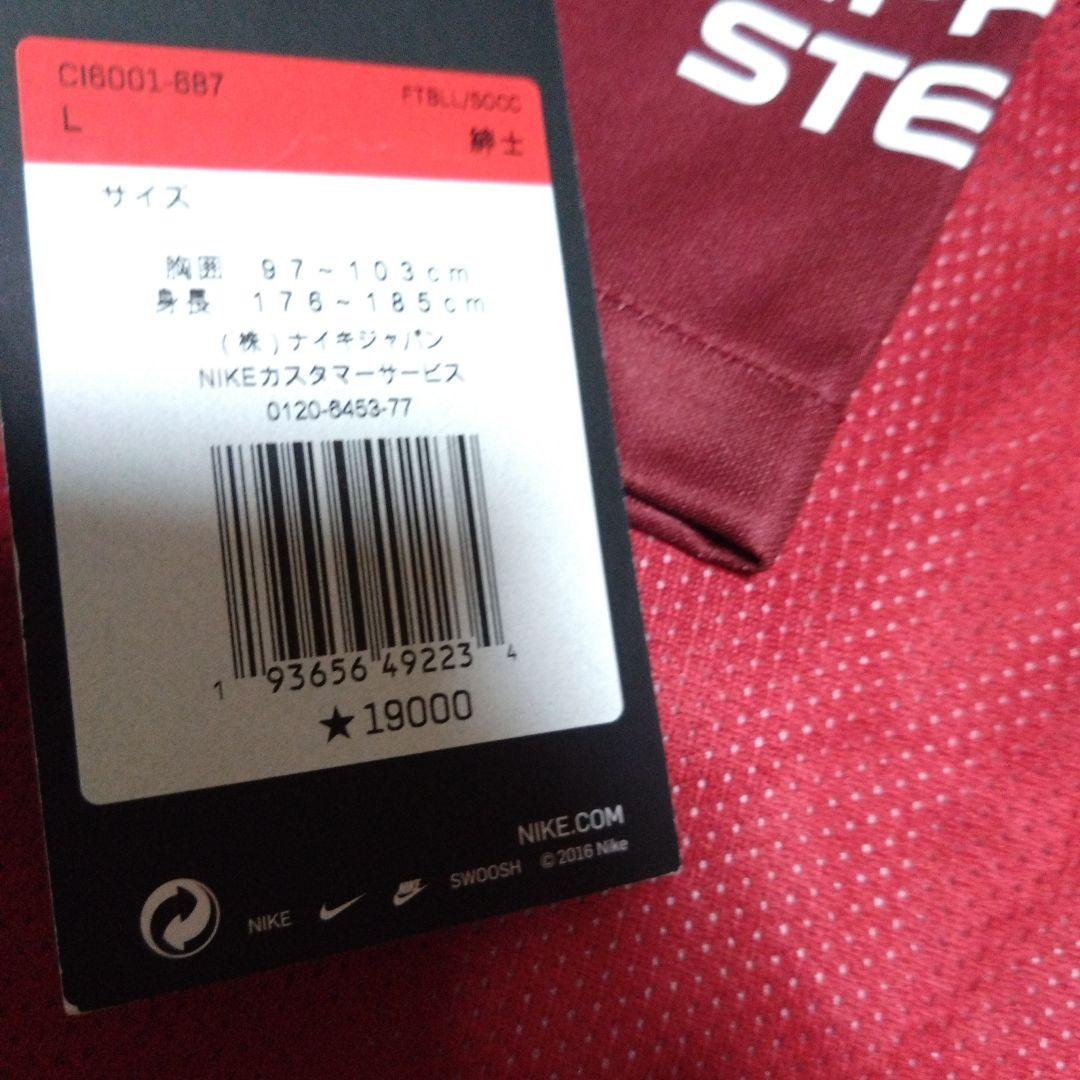 CI6001-687
L
FTBLL/SOCC
紳士
サイズ
胸囲 97~103cm
身長 176~185cm
(株)ナイキジャパン
NIKEカスタマーサービス
0120-6453-77
1 93656 49223 4
★19000
NIKE.COM
NIKE SWOOSH ©2016 Nike
STE